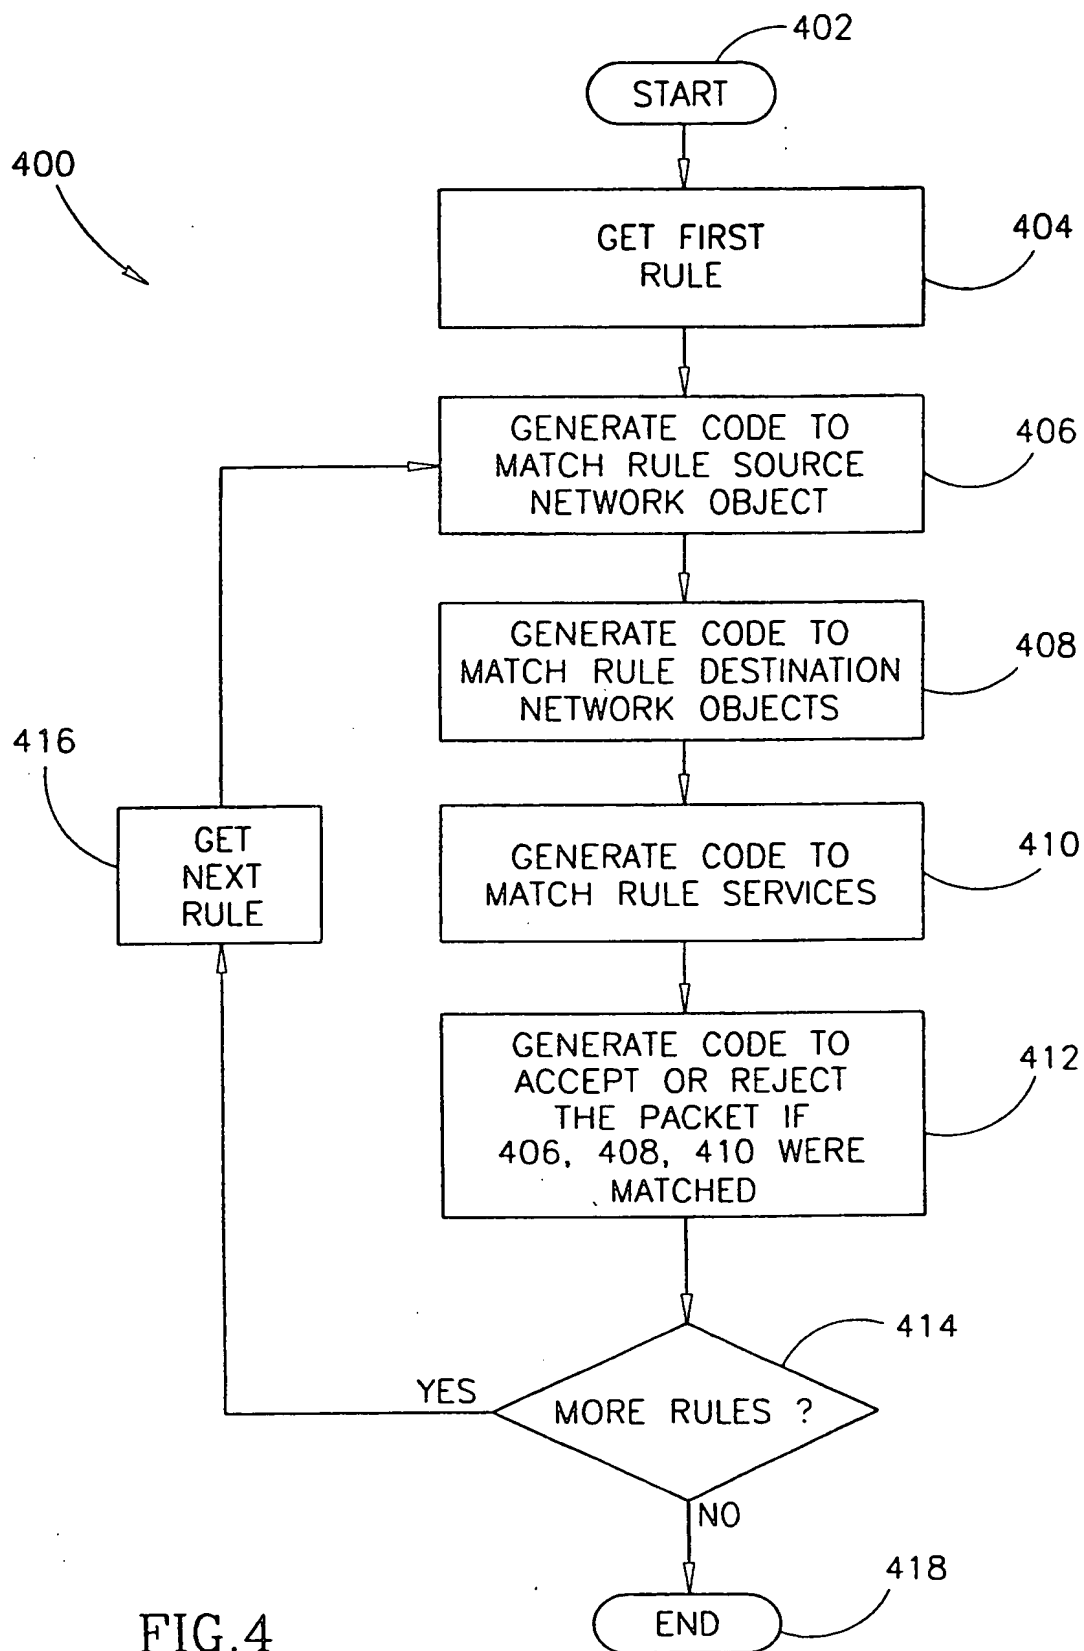 402
START
400
GET FIRST
RULE
404
GENERATE CODE TO
MATCH RULE SOURCE
NETWORK OBJECT
406
GENERATE CODE TO
MATCH RULE DESTINATION
NETWORK OBJECTS
408
416
GET
NEXT
RULE
GENERATE CODE TO
MATCH RULE SERVICES
410
GENERATE CODE TO
ACCEPT OR REJECT
THE PACKET IF
406, 408, 410 WERE
MATCHED
412
414
YES
MORE RULES ?
NO
418
END
FIG.4